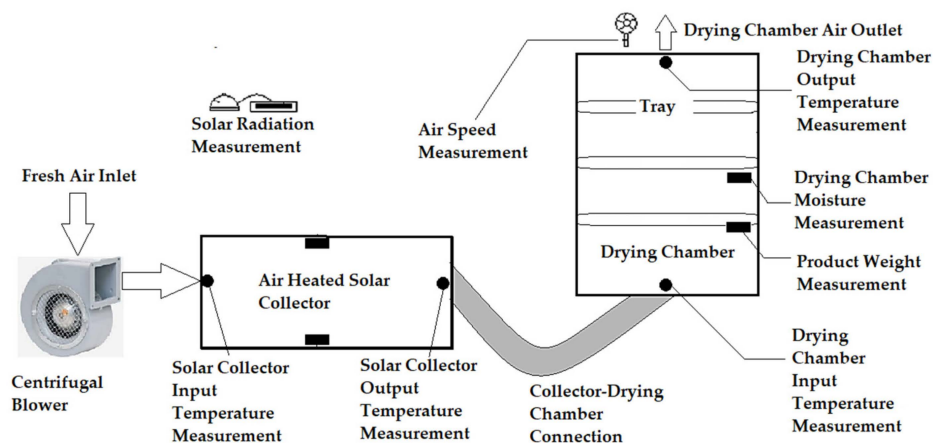 Drying Chamber Air Outlet
Drying Chamber
Output
Temperature
Measurement
Tray
Air Speed
Measurement
Solar Radiation
Measurement
Fresh Air Inlet
Drying Chamber
Moisture
Measurement
Drying Chamber
Product Weight
Measurement
Air Heated Solar
Collector
Centrifugal
Blower
Solar Collector
Input
Temperature
Measurement
Solar Collector
Output
Temperature
Measurement
Collector-Drying
Chamber
Connection
Drying
Chamber
Input
Temperature
Measurement